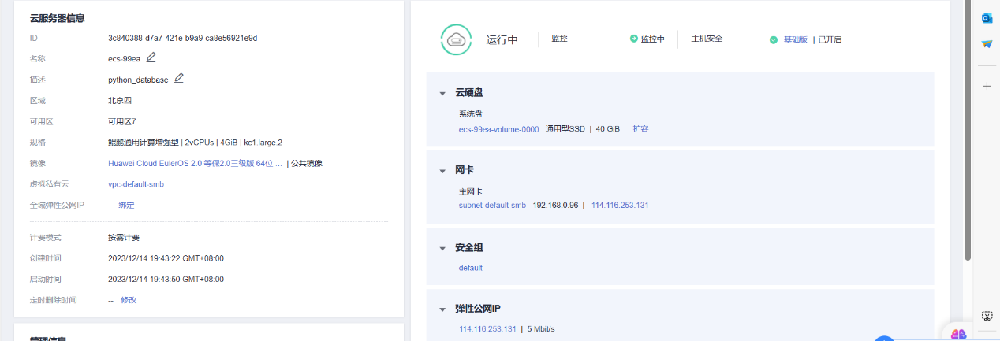 云服务器信息
ID 3c840388-d7a7-421e-b9a9-ca8e56921e9d
名称 ecs-99ea
描述 python_database
区域 北京四
可用区 可用区7
规格 鲲鹏通用计算增强型 | 2vCPUs | 4GiB | kc1.large.2
镜像 Huawei Cloud EulerOS 2.0 等保2.0三级版 64位 ... | 公共镜像
虚拟私有云 vpc-default-smb
全域弹性公网IP -- 绑定
计费模式 按需计费
创建时间 2023/12/14 19:43:22 GMT+08:00
启动时间 2023/12/14 19:43:50 GMT+08:00
定时删除时间 -- 修改
管理信息
运行中 监控 监控中 主机安全 基础版 | 已开启
云硬盘
系统盘
ecs-99ea-volume-0000 通用型SSD | 40 GiB 扩容
网卡
主网卡
subnet-default-smb 192.168.0.96 | 114.116.253.131
安全组
default
弹性公网IP
114.116.253.131 | 5 Mbit/s